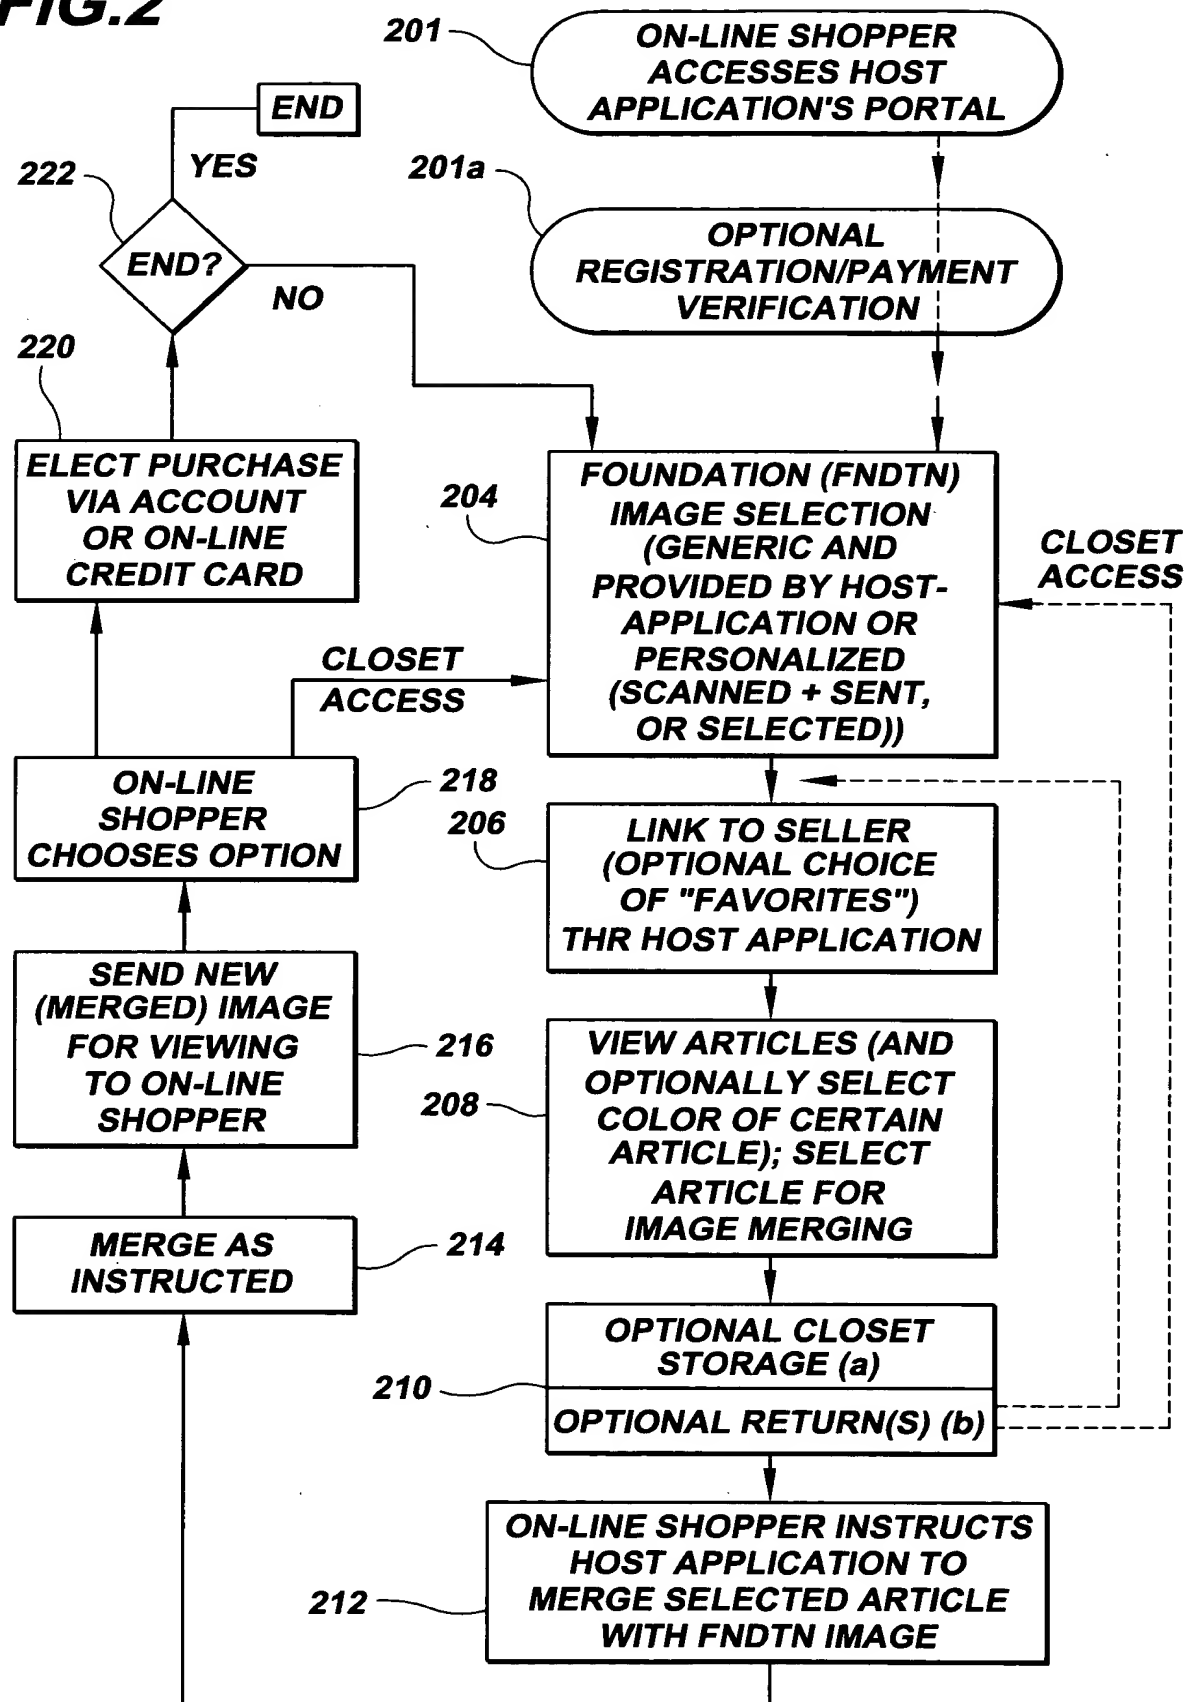 FIG.2
201
ON-LINE SHOPPER
ACCESSES HOST
APPLICATION'S PORTAL
END
YES
222
END?
NO
201a
OPTIONAL
REGISTRATION/PAYMENT
VERIFICATION
220
ELECT PURCHASE
VIA ACCOUNT
OR ON-LINE
CREDIT CARD
204
FOUNDATION (FNDTN)
IMAGE SELECTION
(GENERIC AND
PROVIDED BY HOST-
APPLICATION OR
PERSONALIZED
(SCANNED + SENT,
OR SELECTED))
CLOSET
ACCESS
CLOSET
ACCESS
ON-LINE
SHOPPER
CHOOSES OPTION
218
206
LINK TO SELLER
(OPTIONAL CHOICE
OF "FAVORITES")
THR HOST APPLICATION
SEND NEW
(MERGED) IMAGE
FOR VIEWING
TO ON-LINE
SHOPPER
216
208
VIEW ARTICLES (AND
OPTIONALLY SELECT
COLOR OF CERTAIN
ARTICLE); SELECT
ARTICLE FOR
IMAGE MERGING
MERGE AS
INSTRUCTED
214
210
OPTIONAL CLOSET
STORAGE (a)
OPTIONAL RETURN(S) (b)
212
ON-LINE SHOPPER INSTRUCTS
HOST APPLICATION TO
MERGE SELECTED ARTICLE
WITH FNDTN IMAGE